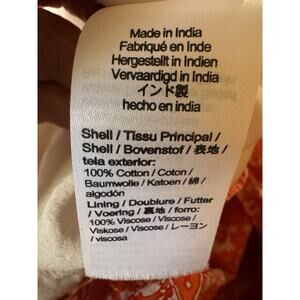 Made in India
Fabriqué en Inde
Hergestellt in Indien
Vervaardigd in India
インド製
hecho en india
Shell / Tissu Principal /
Shell / Bovenstof / 表地 /
tela exterior:
100% Cotton / Coton /
Baumwolle / Katoen / 綿 /
algodón
Lining / Doublure / Futter
/ Voering / 裏地 / forro:
100% Viscose / Viscose /
Viskose / Viscose / レーヨン
/ viscosa